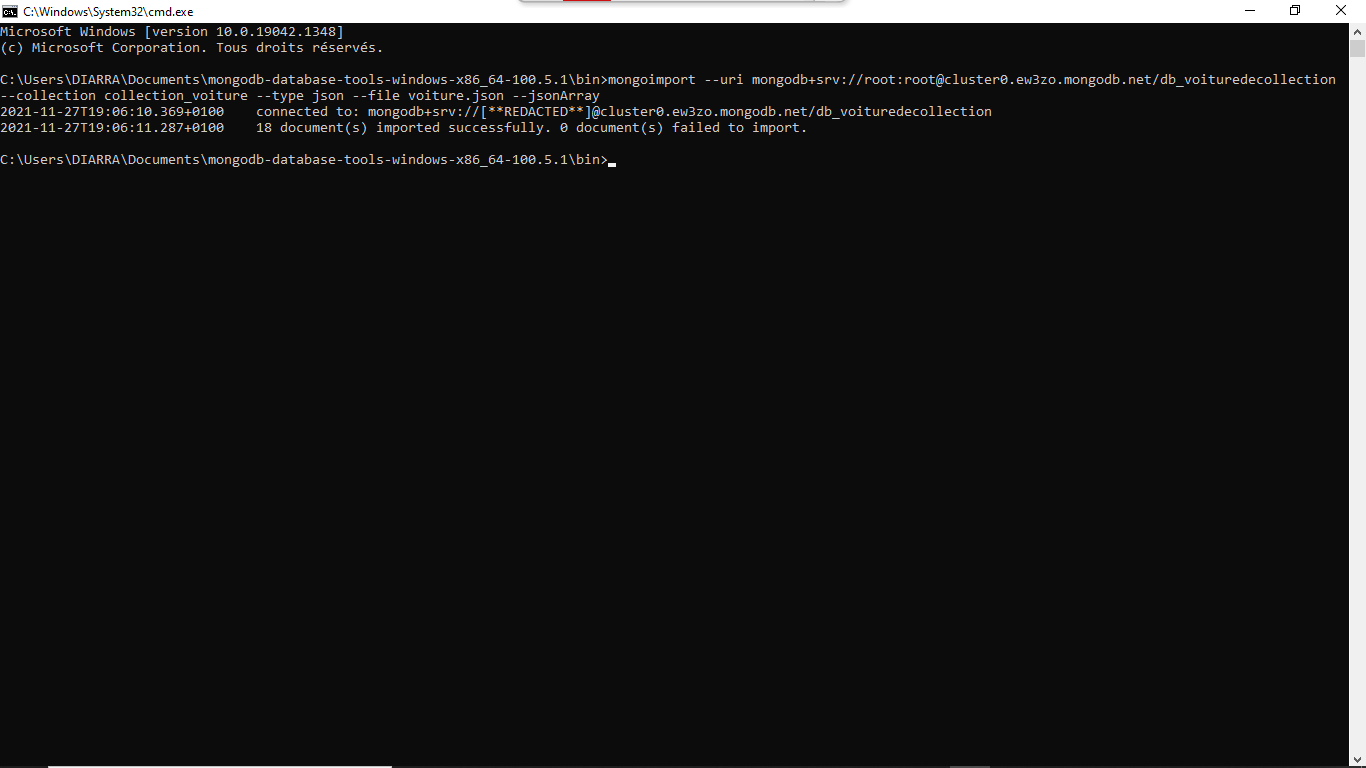 C:\Windows\System32\cmd.exe
Microsoft Windows [version 10.0.19042.1348]
(c) Microsoft Corporation. Tous droits réservés.
C:\Users\DIARRA\Documents\mongodb-database-tools-windows-x86_64-100.5.1\bin>mongoimport --uri mongodb+srv://root:root@cluster0.ew3zo.mongodb.net/db_voituredecollection
--collection collection_voiture --type json --file voiture.json --jsonArray
2021-11-27T19:06:10.369+0100    connected to: mongodb+srv://[**REDACTED**]@cluster0.ew3zo.mongodb.net/db_voituredecollection
2021-11-27T19:06:11.287+0100    18 document(s) imported successfully. 0 document(s) failed to import.
C:\Users\DIARRA\Documents\mongodb-database-tools-windows-x86_64-100.5.1\bin>